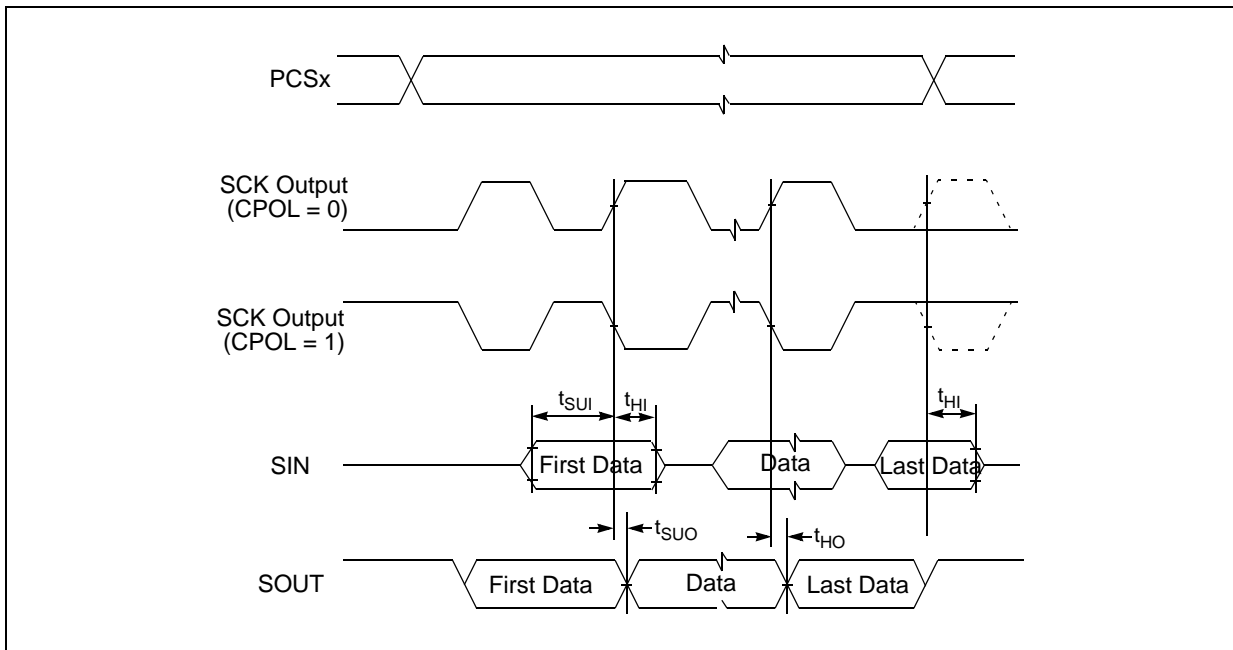 PCSx
SCK Output
(CPOL = 0)
SCK Output
(CPOL = 1)
tSUI
tHI
tHI
SIN
First Data
Data
Last Data
tSUO
tHO
SOUT
First Data
Data
Last Data